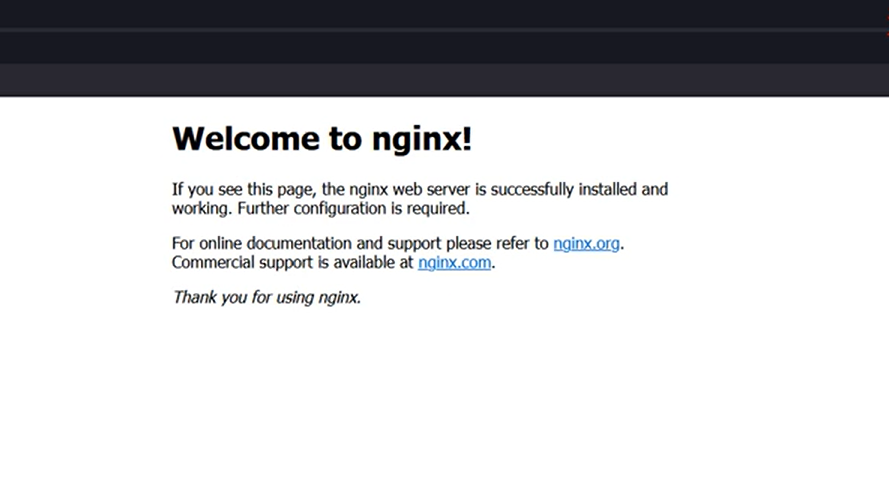 Welcome to nginx!
If you see this page, the nginx web server is successfully installed and
working. Further configuration is required.
For online documentation and support please refer to nginx.org.
Commercial support is available at nginx.com.
Thank you for using nginx.